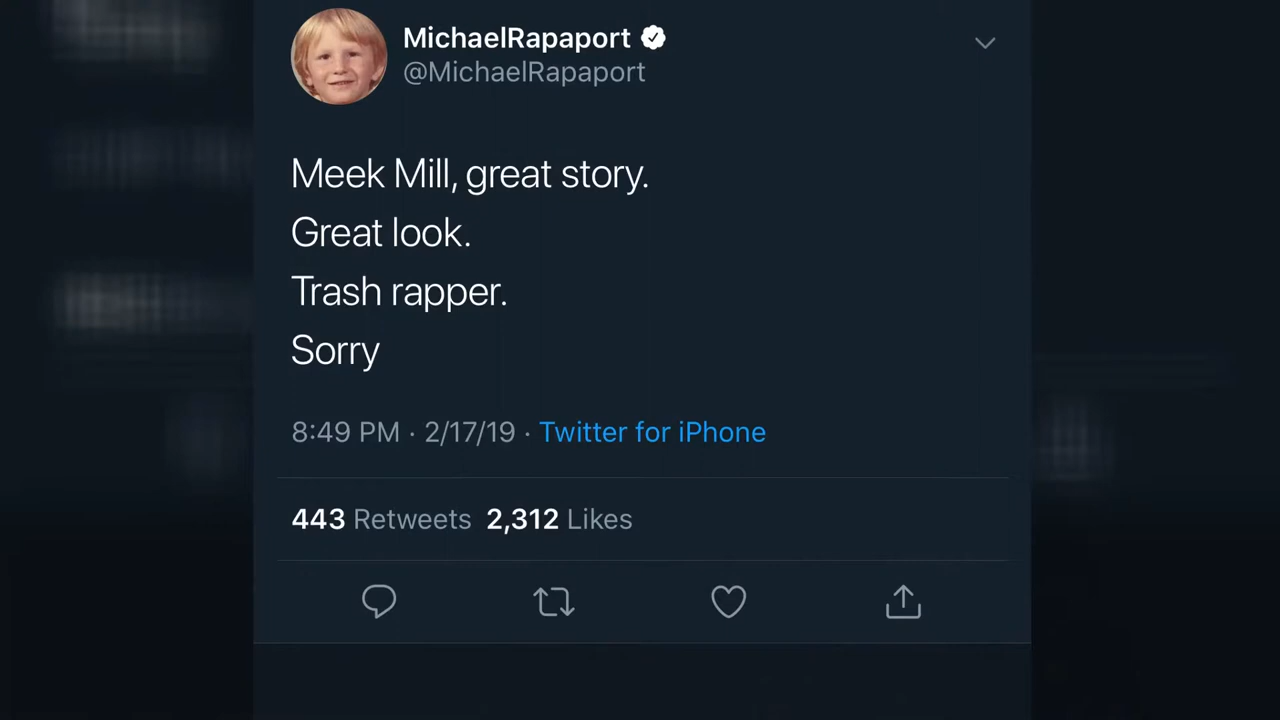 MichaelRapaport
@MichaelRapaport
Meek Mill, great story.
Great look.
Trash rapper.
Sorry
8:49 PM · 2/17/19 · Twitter for iPhone
443 Retweets 2,312 Likes